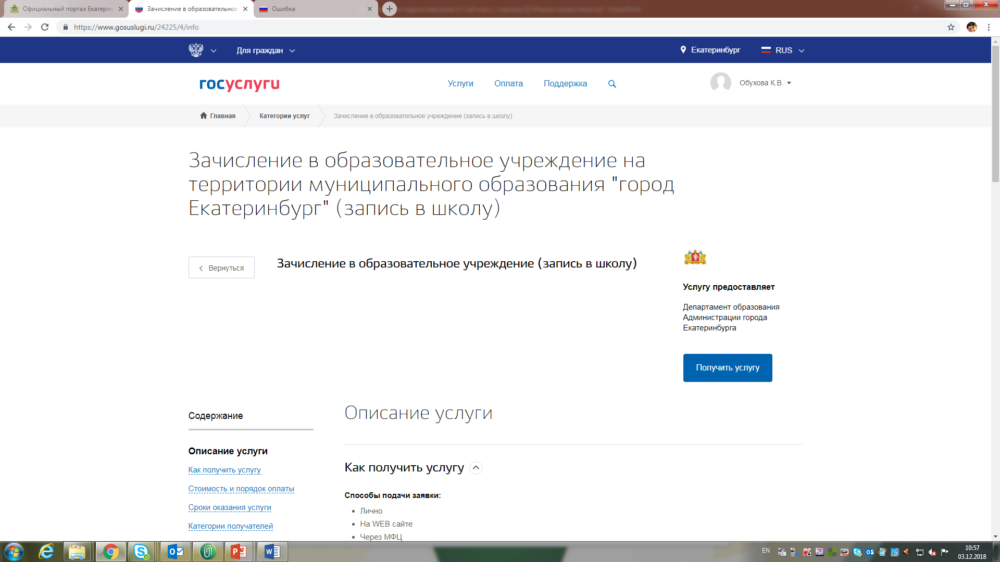 Официальный портал Екатерин
Зачисление в образовательное
Ошибка
https://www.gosuslugi.ru/24225/4/info
Для граждан
Екатеринбург
RUS
госуслуги
Услуги
Оплата
Поддержка
Обухова К.В.
Главная
Категории услуг
Зачисление в образовательное учреждение (запись в школу)
Зачисление в образовательное учреждение на
территории муниципального образования "город
Екатеринбург" (запись в школу)
Вернуться
Зачисление в образовательное учреждение (запись в школу)
Услугу предоставляет
Департамент образования
Администрации города
Екатеринбурга
Получить услугу
Содержание
Описание услуги
Как получить услугу
Стоимость и порядок оплаты
Сроки оказания услуги
Категории получателей
Описание услуги
Как получить услугу
Способы подачи заявки:
Лично
На WEB сайте
Через МФЦ
EN
10:57
03.12.2018